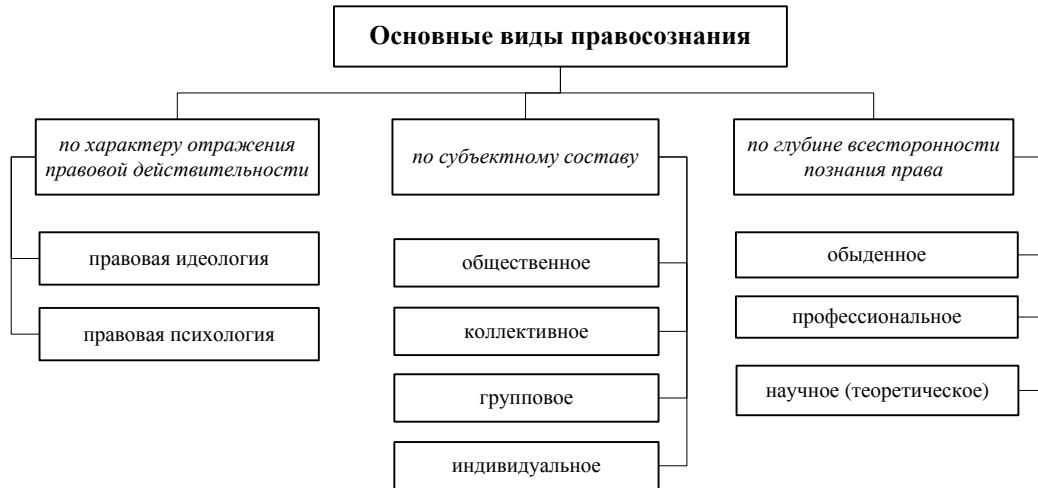 Основные виды правосознания
по характеру отражения
правовой действительности
правовая идеология
правовая психология
по субъектному составу
общественное
коллективное
групповое
индивидуальное
по глубине всесторонности
познания права
обыденное
профессиональное
научное (теоретическое)